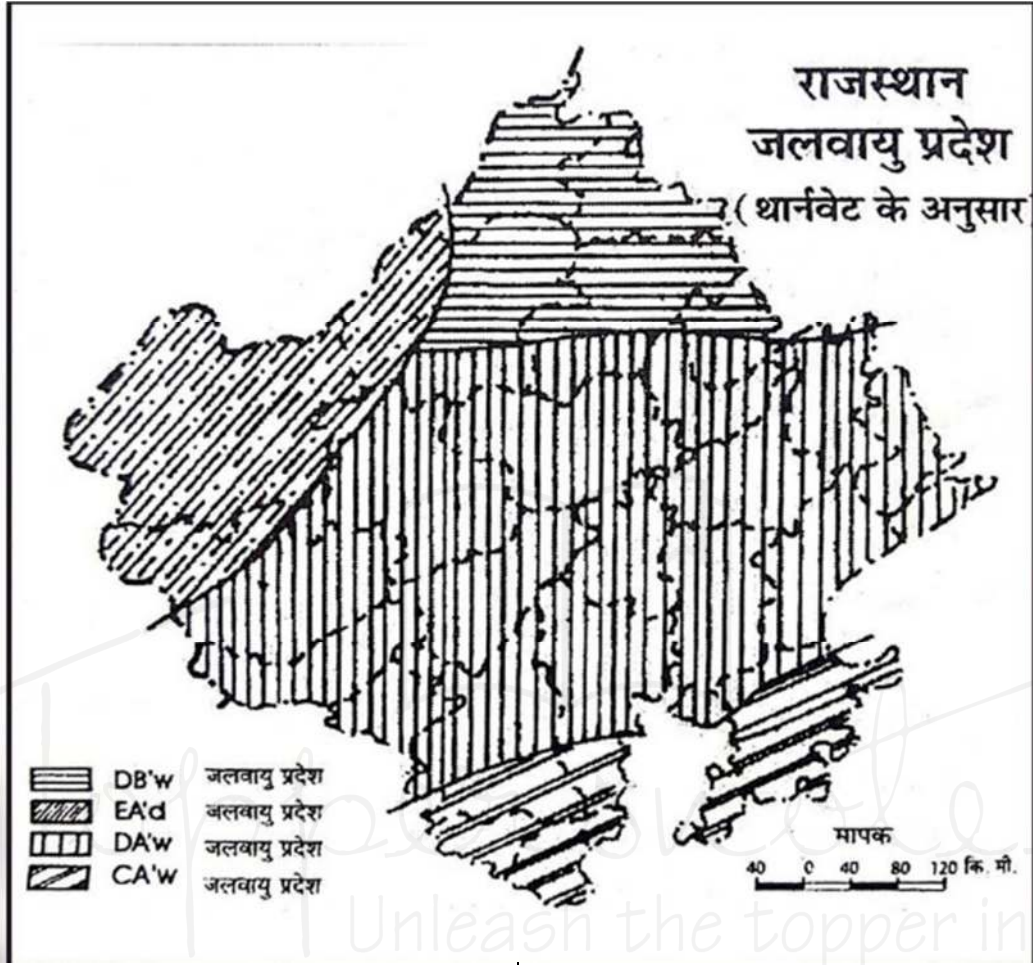 राजस्थान
जलवायु प्रदेश
(थार्नवेट के अनुसार)
DB'w जलवायु प्रदेश
EA'd जलवायु प्रदेश
DA'w जलवायु प्रदेश
CA'w जलवायु प्रदेश
मापक
40 0 40 80 120 कि. मी.
Unleash the topper in